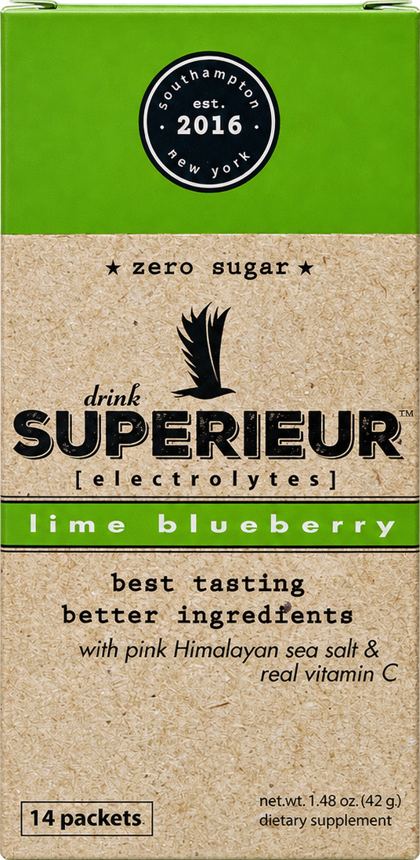 southampton
est.
2016
new york
★ zero sugar ★
drink
SUPERIEUR™
[electrolytes]
lime blueberry
best tasting
better ingredients
with pink Himalayan sea salt &
real vitamin C
14 packets
net.wt. 1.48 oz. (42 g.)
dietary supplement